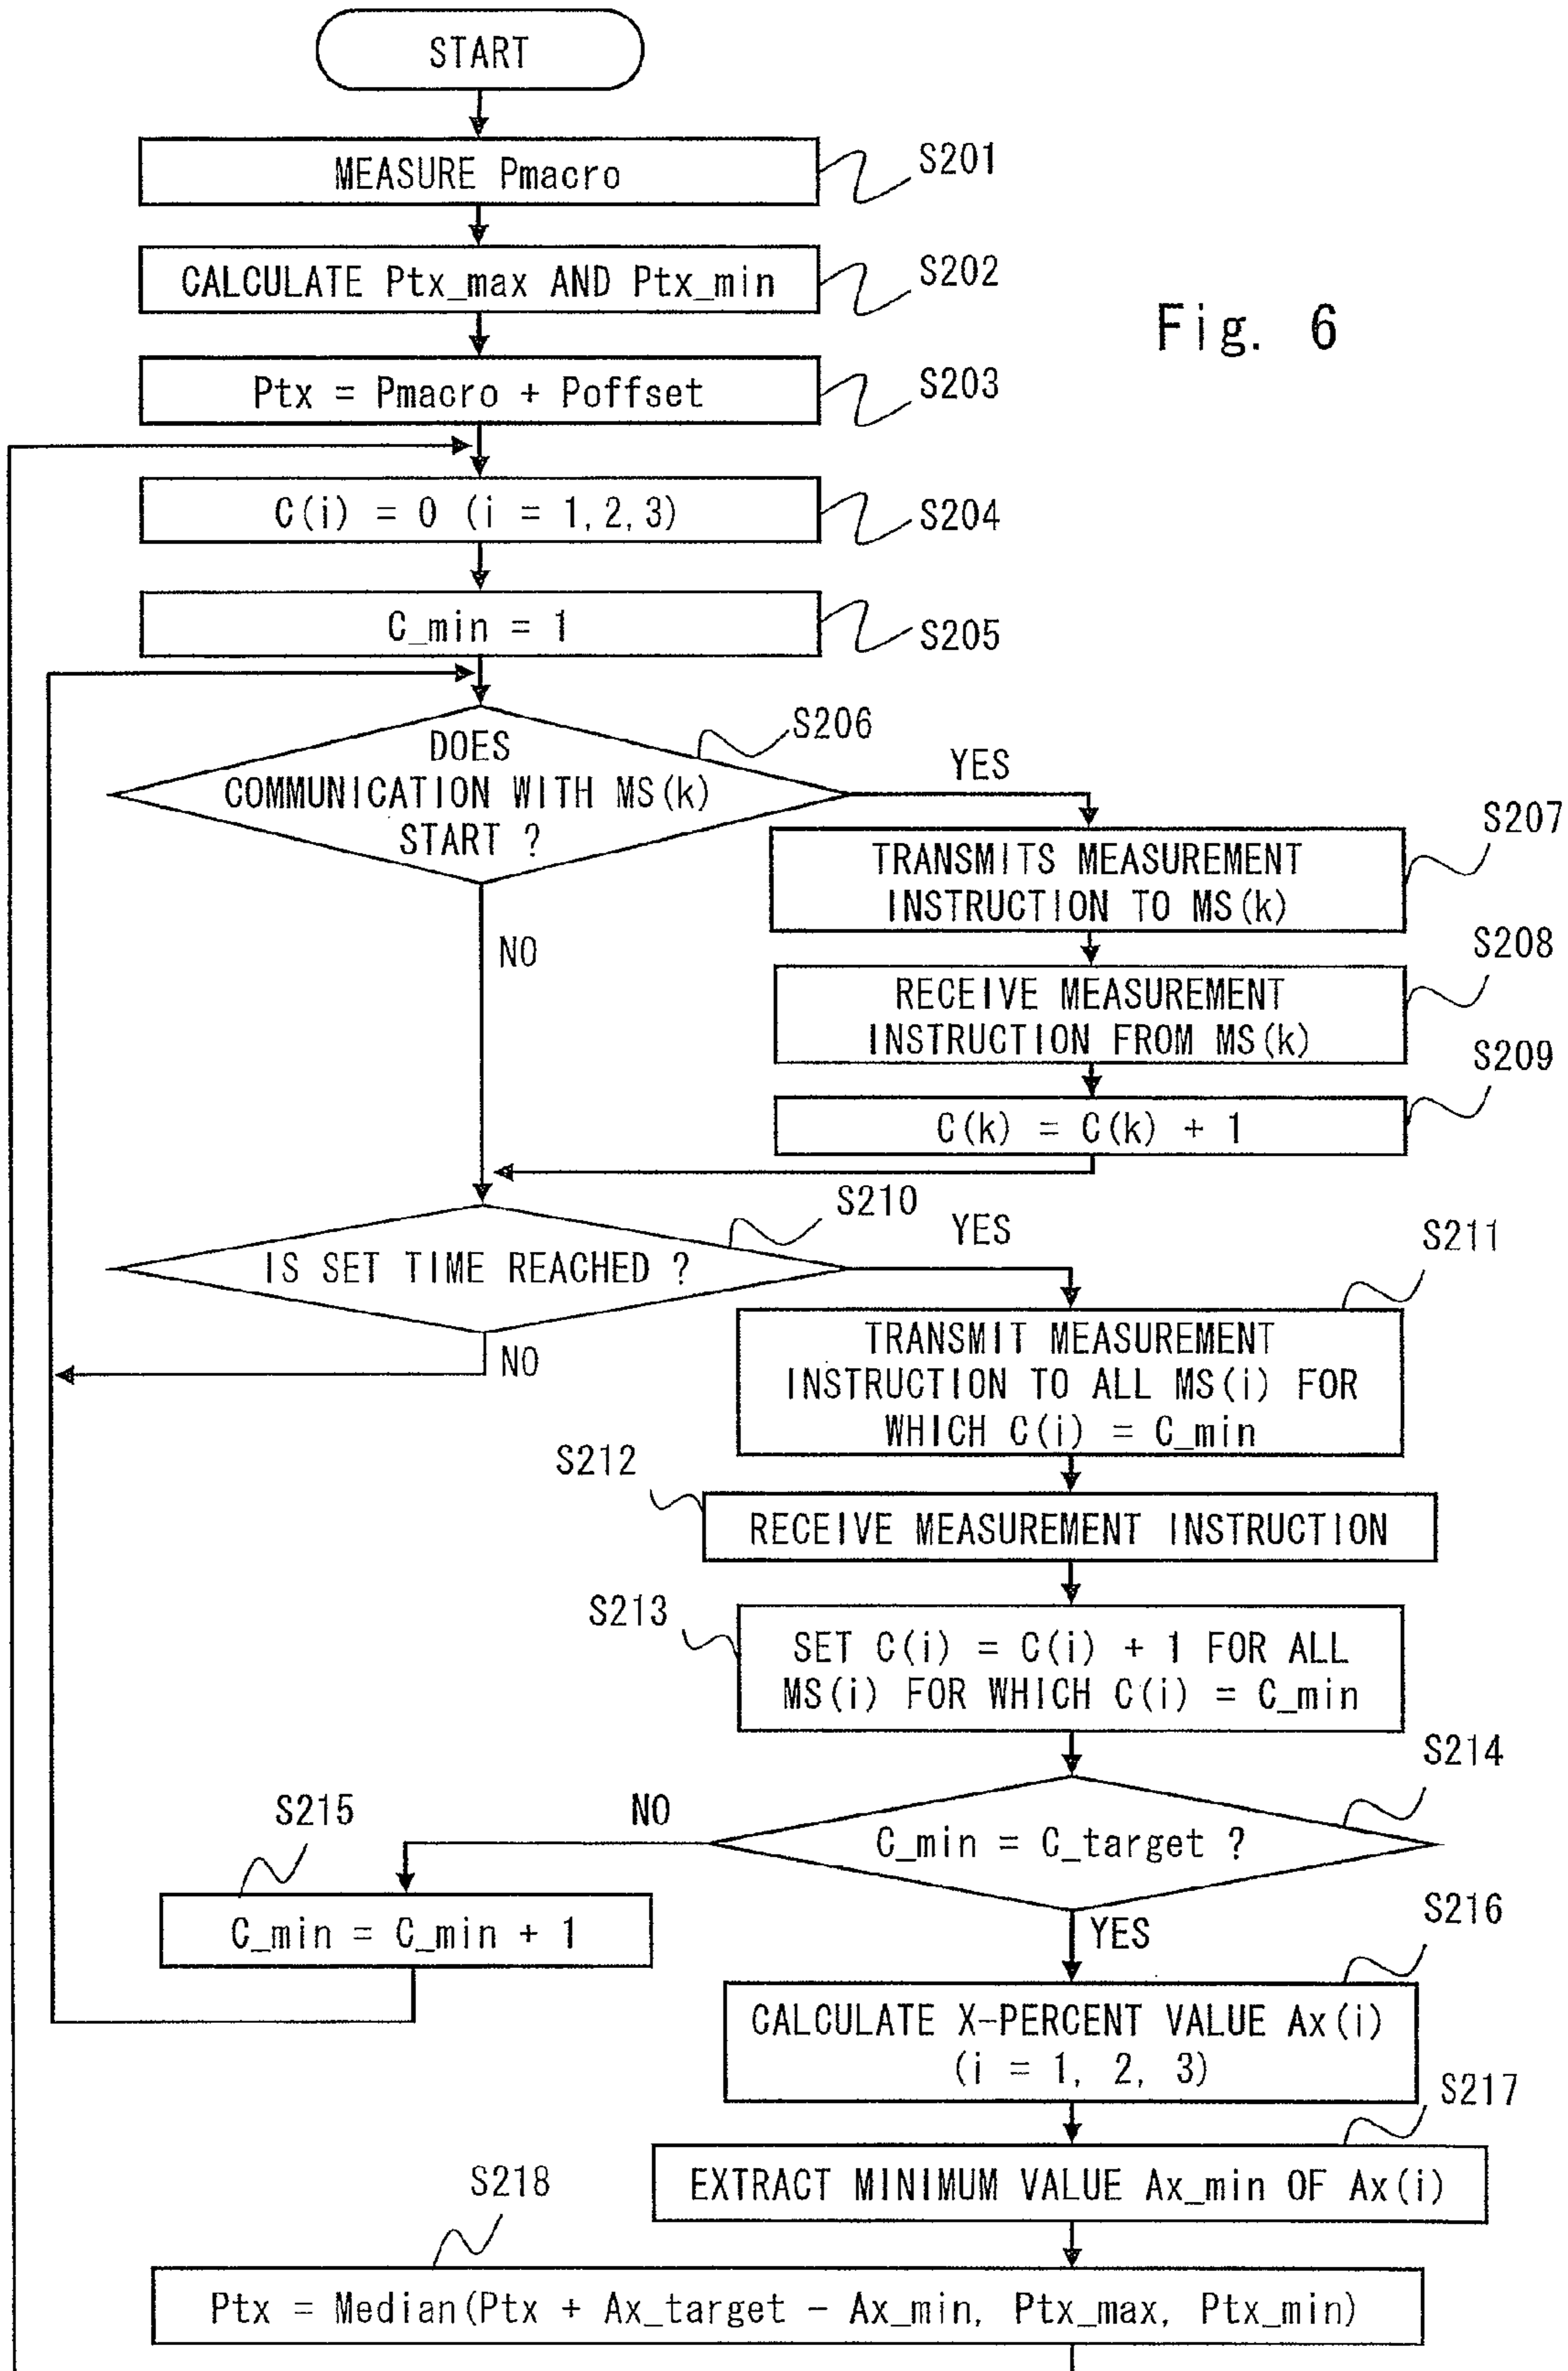 START
MEASURE Pmacro
S201
CALCULATE Ptx_max AND Ptx_min
S202
Fig. 6
Ptx = Pmacro + Poffset
S203
C(i) = 0 (i = 1,2,3)
S204
C_min = 1
S205
DOES
COMMUNICATION WITH MS(k)
START ?
S206
YES
NO
TRANSMITS MEASUREMENT
INSTRUCTION TO MS(k)
S207
RECEIVE MEASUREMENT
INSTRUCTION FROM MS(k)
S208
C(k) = C(k) + 1
S209
IS SET TIME REACHED ?
S210
YES
NO
TRANSMIT MEASUREMENT
INSTRUCTION TO ALL MS(i) FOR
WHICH C(i) = C_min
S211
S212
RECEIVE MEASUREMENT INSTRUCTION
S213
SET C(i) = C(i) + 1 FOR ALL
MS(i) FOR WHICH C(i) = C_min
S214
C_min = C_target ?
NO
S215
C_min = C_min + 1
YES
S216
CALCULATE X-PERCENT VALUE Ax(i)
(i = 1, 2, 3)
S217
EXTRACT MINIMUM VALUE Ax_min OF Ax(i)
S218
Ptx = Median(Ptx + Ax_target - Ax_min, Ptx_max, Ptx_min)